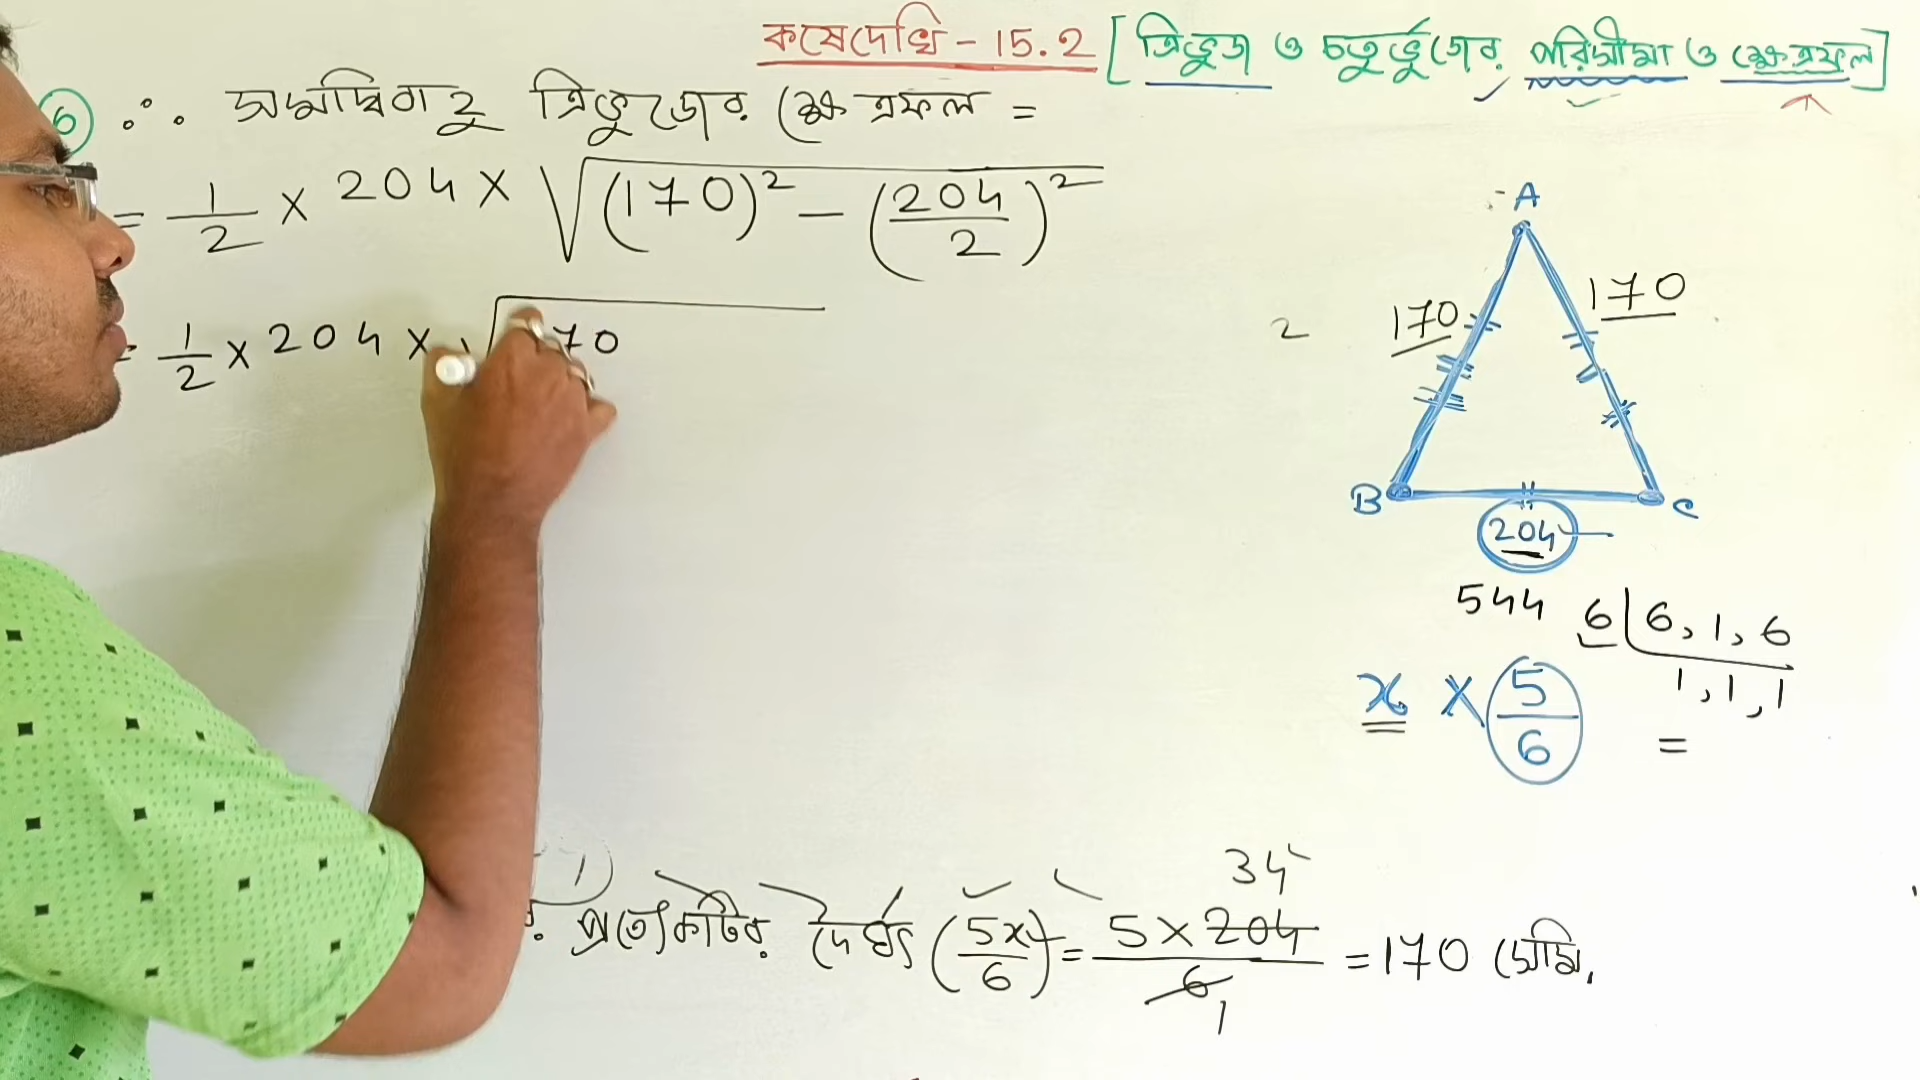 কষেদেখি - 15.2 [ত্রিভুজ ও চতুর্ভুজের পরিসীমা ও ক্ষেত্রফল]
6 ∴ সমদ্বিবাহু ত্রিভুজের ক্ষেত্রফল =
= 1/2 × 204 × √(170)² − (204/2)²
= 1/2 × 204 × √170
A
170
170
2
B
C
204
544
6 | 6, 1, 6
1, 1, 1
x × 5/6 =
34
প্রত্যেকটির দৈর্ঘ্য (5x/6) = 5 × 204/6 = 170 সেমি.
1